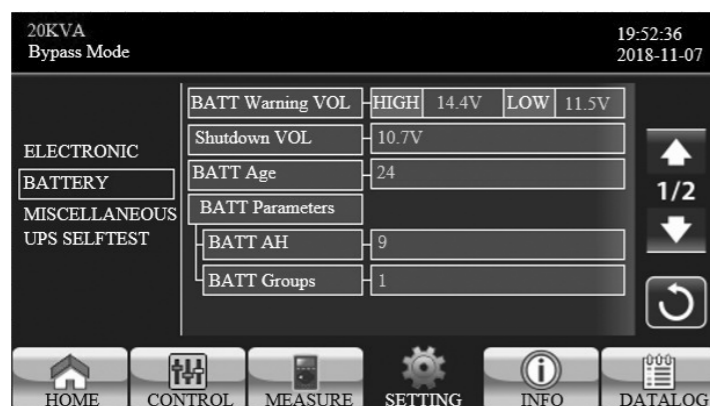 20KVA 19:52:36
Bypass Mode 2018-11-07
BATT Warning VOL HIGH 14.4V LOW 11.5V
Shutdown VOL 10.7V
ELECTRONIC
BATT Age 24
BATTERY
1/2
MISCELLANEOUS BATT Parameters
UPS SELFTEST BATT AH 9
BATT Groups 1
HOME CONTROL MEASURE SETTING INFO DATALOG